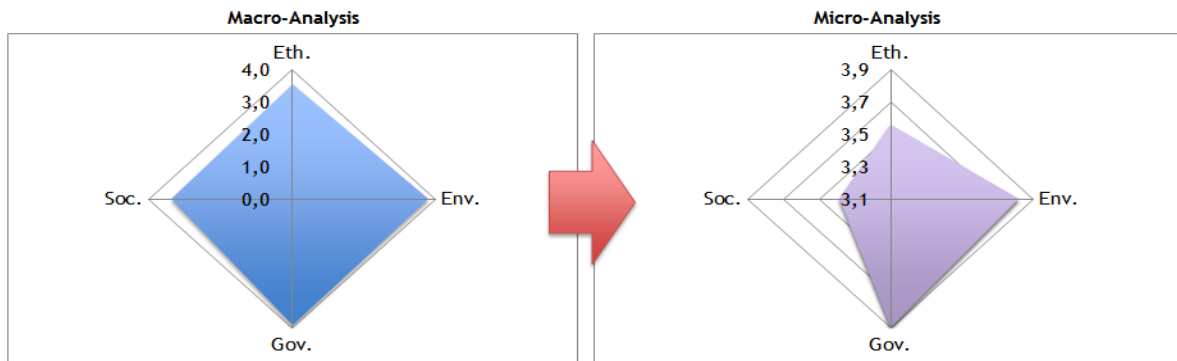 Macro-Analysis
Eth.
4,0
3,0
2,0
1,0
0,0
Soc.
Env.
Gov.
Micro-Analysis
Eth.
3,9
3,7
3,5
3,3
3,1
Soc.
Env.
Gov.